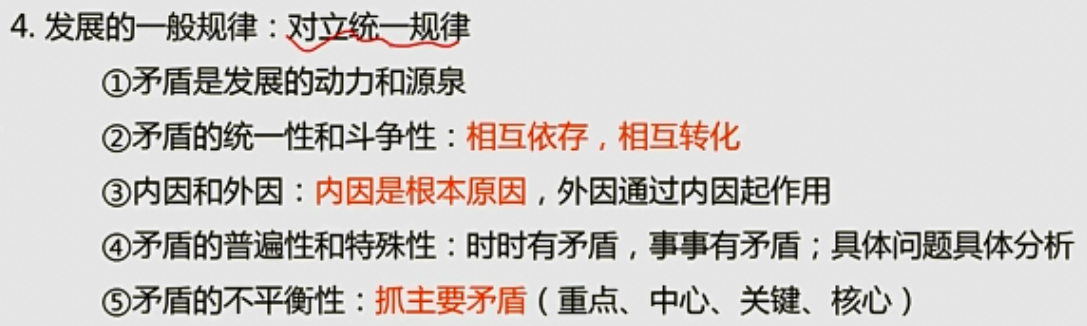 4. 发展的一般规律：对立统一规律
①矛盾是发展的动力和源泉
②矛盾的统一性和斗争性：相互依存，相互转化
③内因和外因：内因是根本原因，外因通过内因起作用
④矛盾的普遍性和特殊性：时时有矛盾，事事有矛盾；具体问题具体分析
⑤矛盾的不平衡性：抓主要矛盾（重点、中心、关键、核心）